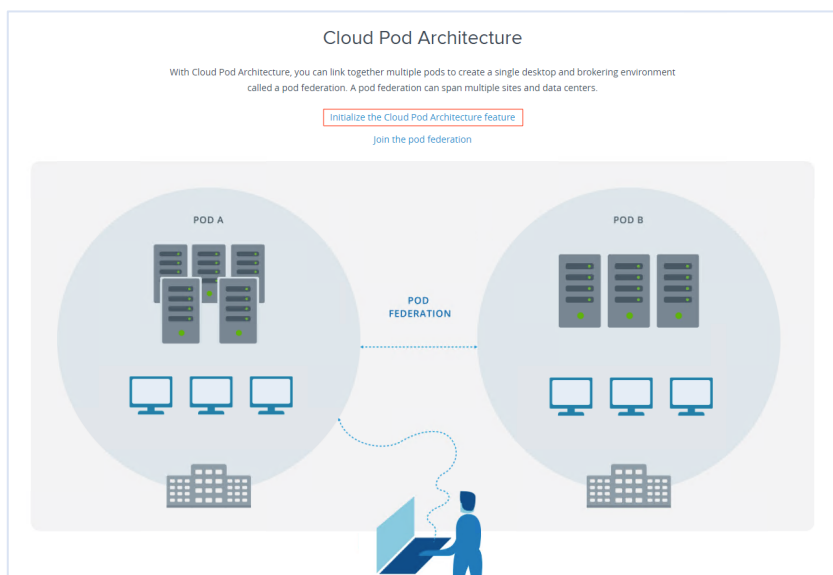 Cloud Pod Architecture
With Cloud Pod Architecture, you can link together multiple pods to create a single desktop and brokering environment
called a pod federation. A pod federation can span multiple sites and data centers.
Initialize the Cloud Pod Architecture feature
Join the pod federation
POD A
POD B
POD
FEDERATION